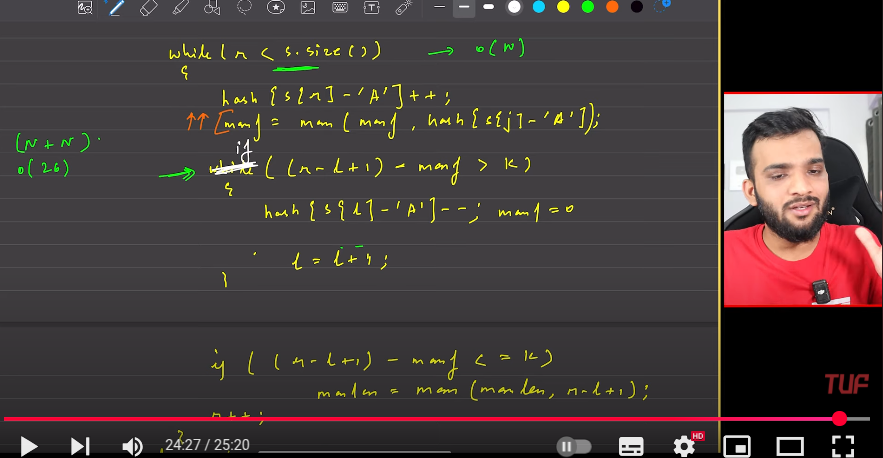 while(r < s.size()) → O(N)
{
hash[s[r]-'A']++;
↑↑ [maxf = max(maxf, hash[s[j]-'A']);
(N+N)·
O(26)
if
→ while((r-l+1) - maxf > k)
{
hash[s[l]-'A']--; maxf=0
l = l+1;
}
if ((r-l+1) - maxf <= k)
maxlen = max(maxlen, r-l+1);
r++;
}
TUF
HD
24:27 / 25:20